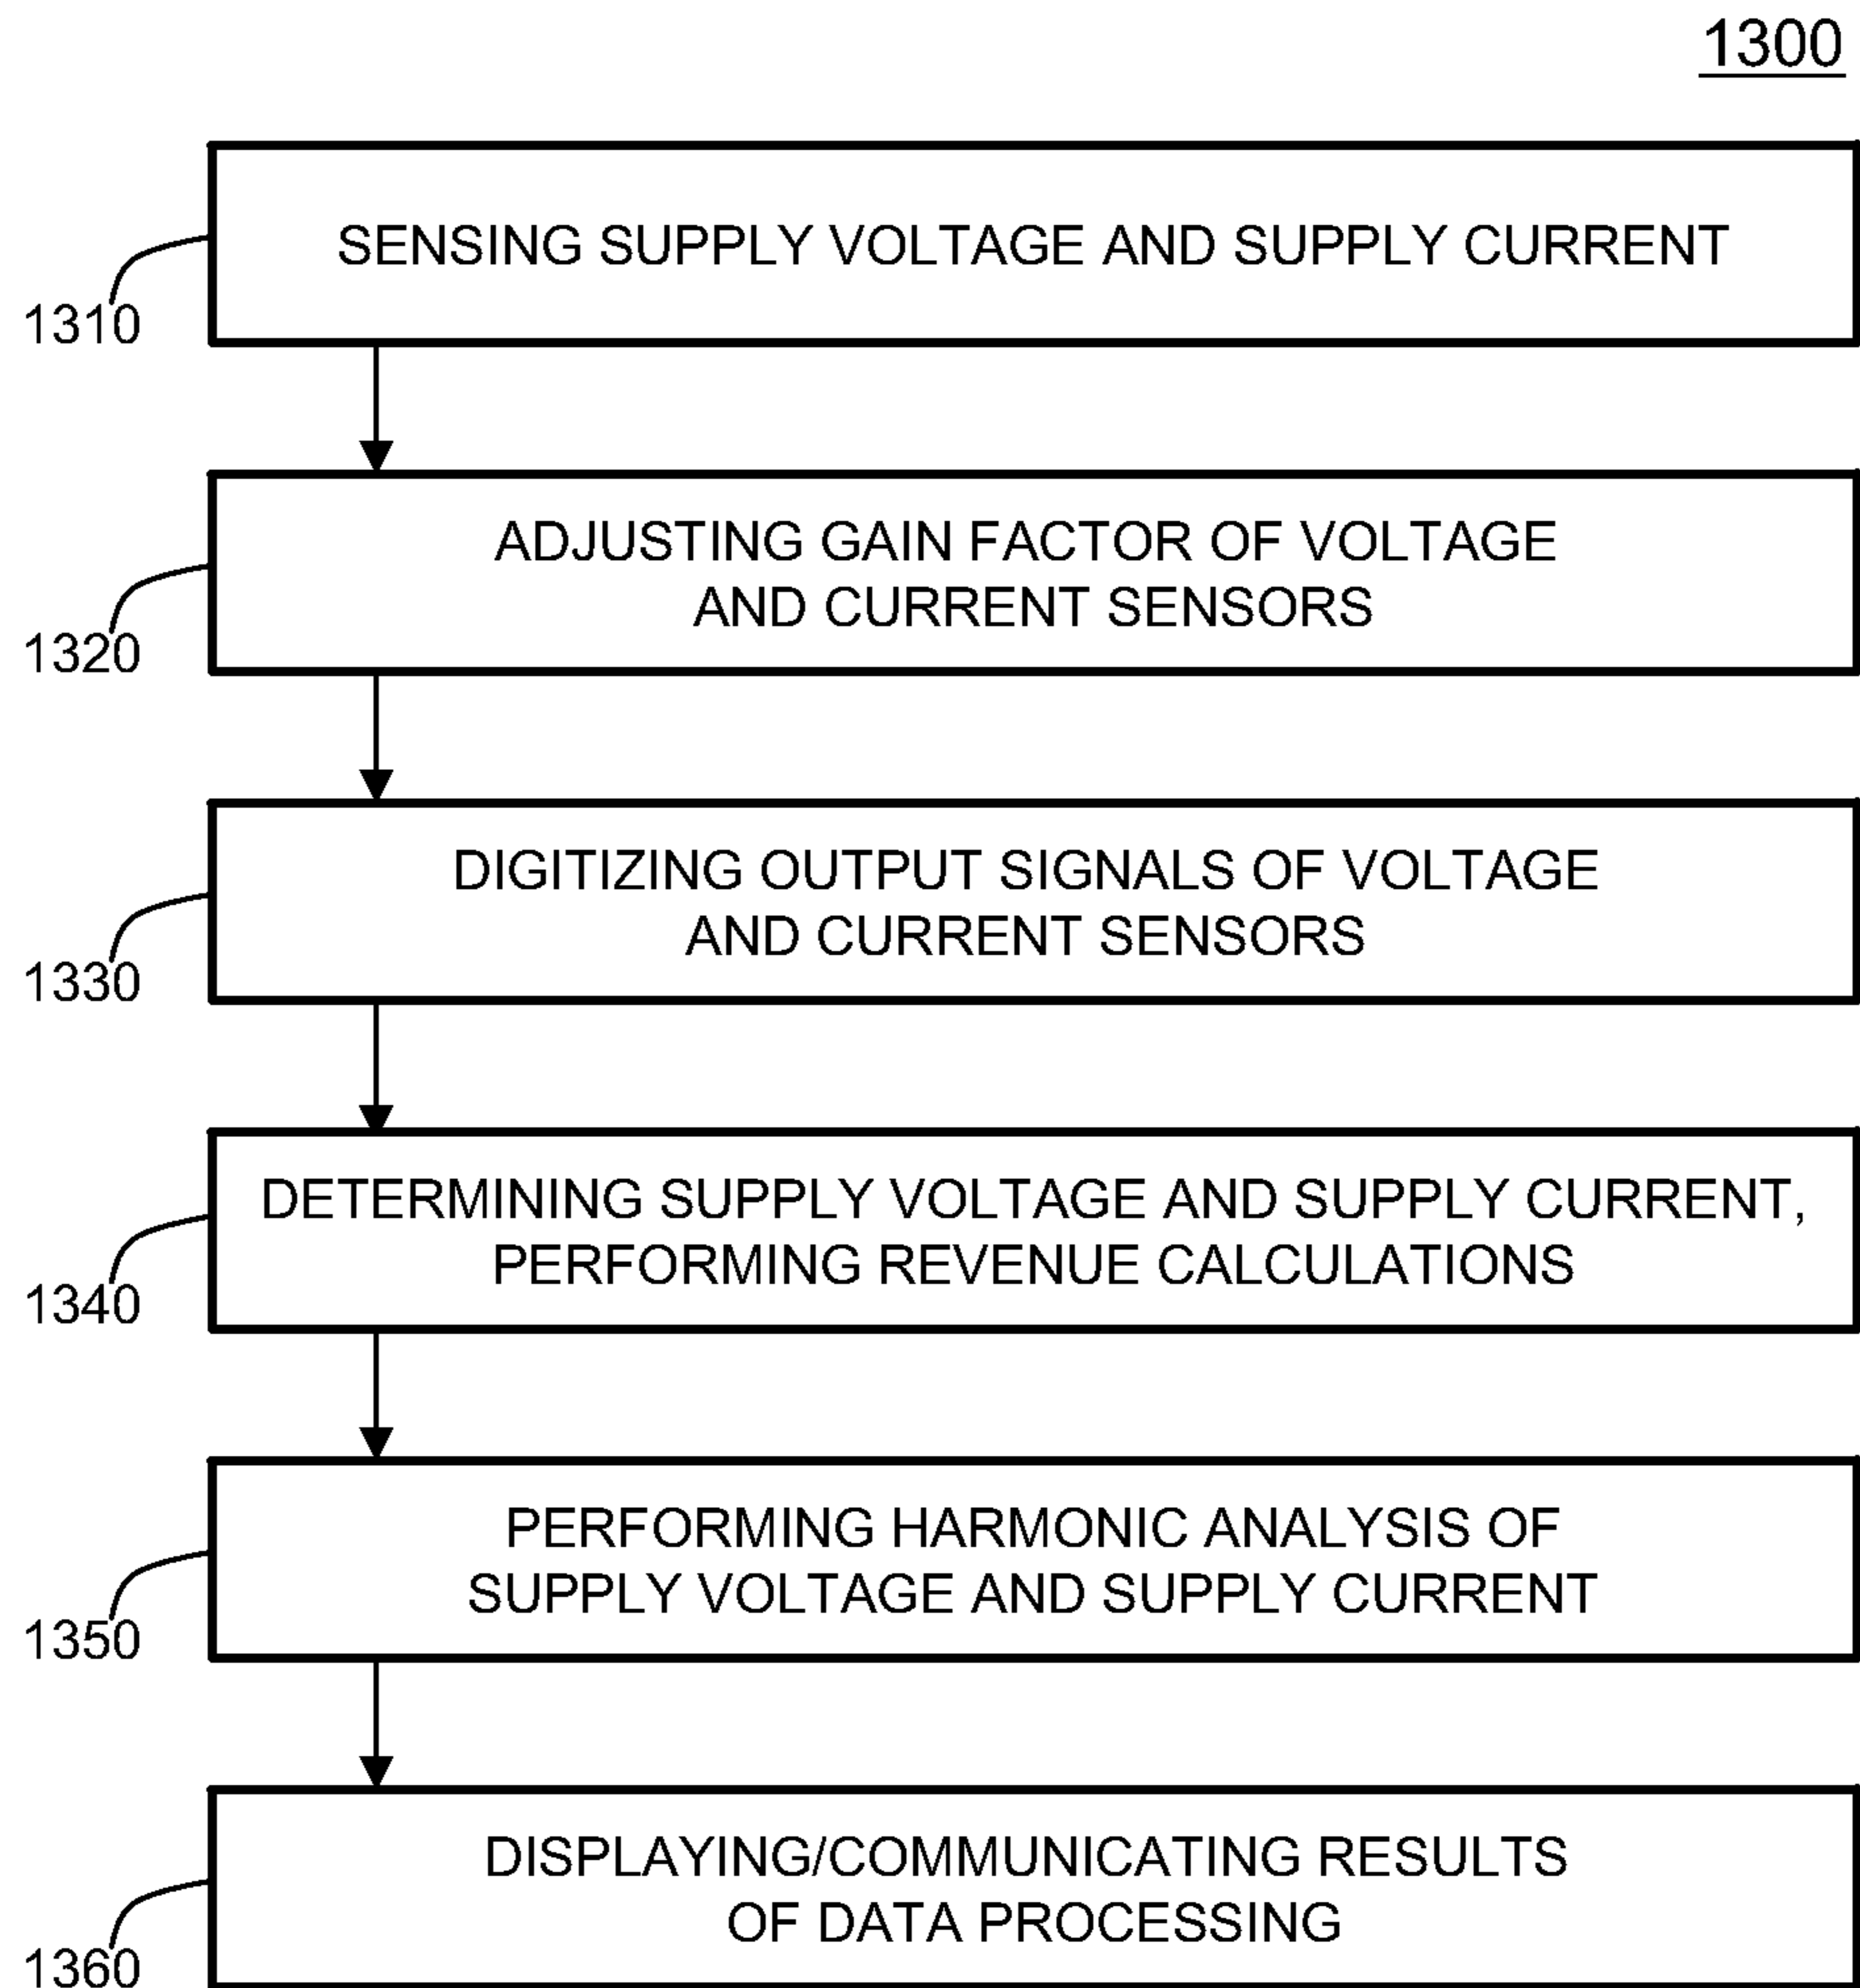 1300
SENSING SUPPLY VOLTAGE AND SUPPLY CURRENT
1310
ADJUSTING GAIN FACTOR OF VOLTAGE
AND CURRENT SENSORS
1320
DIGITIZING OUTPUT SIGNALS OF VOLTAGE
AND CURRENT SENSORS
1330
DETERMINING SUPPLY VOLTAGE AND SUPPLY CURRENT,
PERFORMING REVENUE CALCULATIONS
1340
PERFORMING HARMONIC ANALYSIS OF
SUPPLY VOLTAGE AND SUPPLY CURRENT
1350
DISPLAYING/COMMUNICATING RESULTS
OF DATA PROCESSING
1360